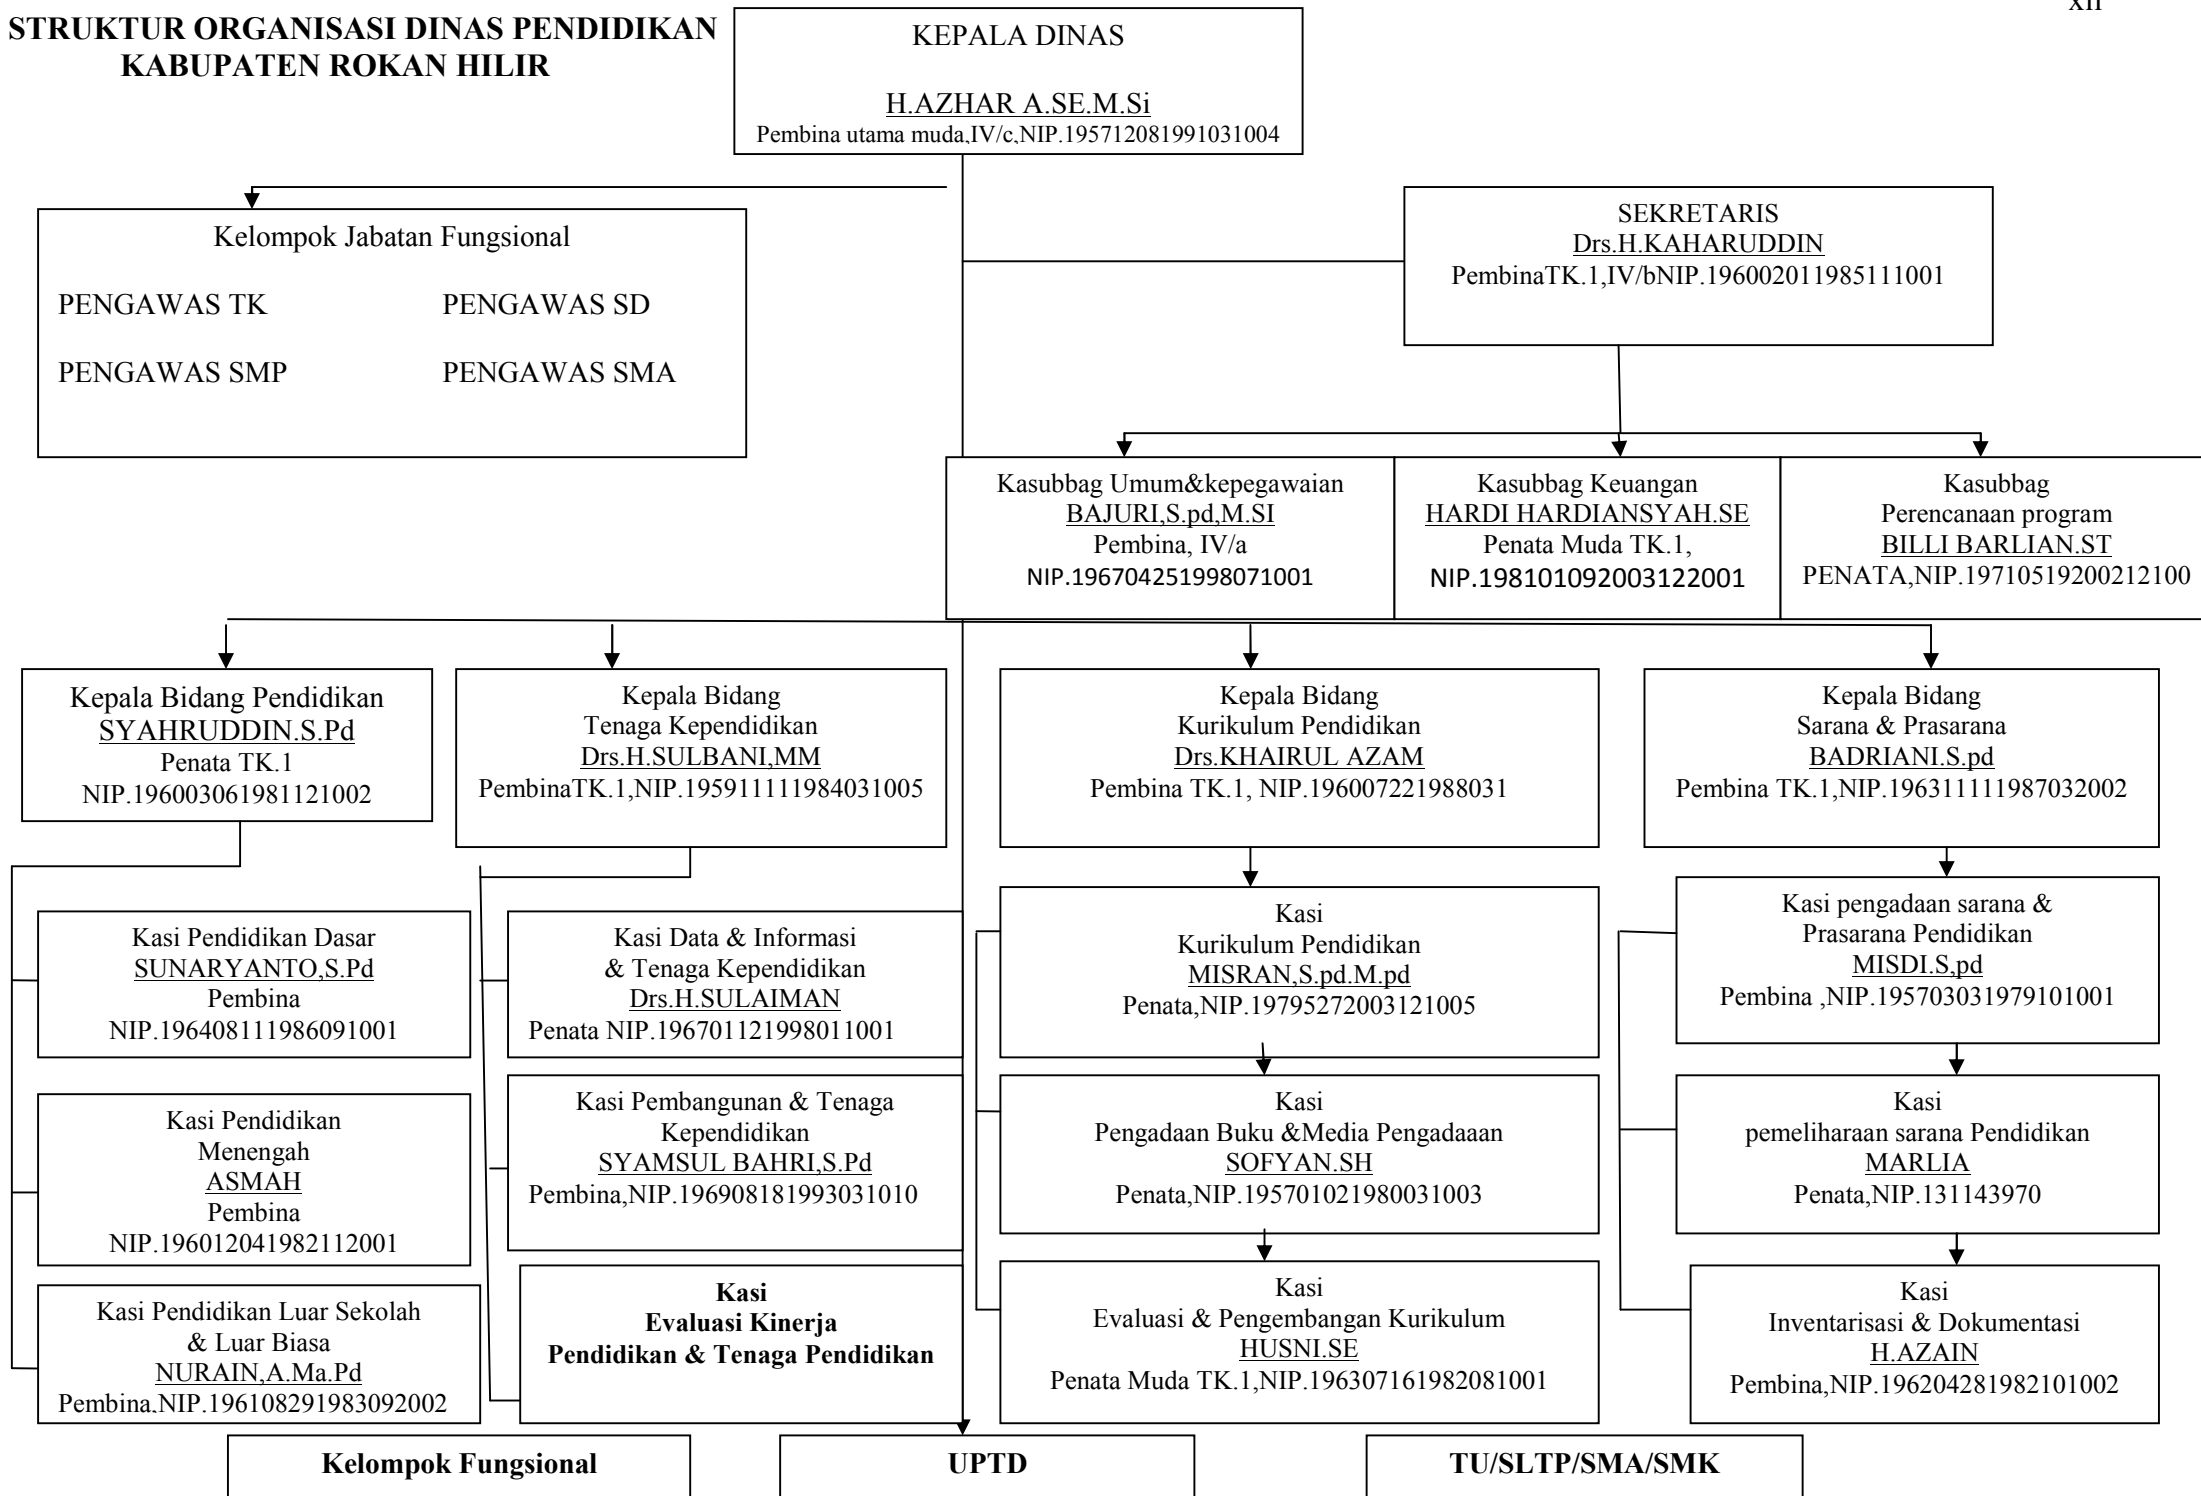 xii
STRUKTUR ORGANISASI DINAS PENDIDIKAN
KABUPATEN ROKAN HILIR
KEPALA DINAS
H.AZHAR A.SE.M.Si
Pembina utama muda,IV/c,NIP.195712081991031004
Kelompok Jabatan Fungsional
PENGAWAS TK PENGAWAS SD
PENGAWAS SMP PENGAWAS SMA
SEKRETARIS
Drs.H.KAHARUDDIN
PembinaTK.1,IV/bNIP.196002011985111001
Kasubbag Umum&kepegawaian
BAJURI,S.pd,M.SI
Pembina, IV/a
NIP.196704251998071001
Kasubbag Keuangan
HARDI HARDIANSYAH.SE
Penata Muda TK.1,
NIP.198101092003122001
Kasubbag
Perencanaan program
BILLI BARLIAN.ST
PENATA,NIP.19710519200212100
Kepala Bidang Pendidikan
SYAHRUDDIN.S.Pd
Penata TK.1
NIP.196003061981121002
Kepala Bidang
Tenaga Kependidikan
Drs.H.SULBANI,MM
PembinaTK.1,NIP.195911111984031005
Kepala Bidang
Kurikulum Pendidikan
Drs.KHAIRUL AZAM
Pembina TK.1, NIP.196007221988031
Kepala Bidang
Sarana & Prasarana
BADRIANI.S.pd
Pembina TK.1,NIP.196311111987032002
Kasi Pendidikan Dasar
SUNARYANTO,S.Pd
Pembina
NIP.196408111986091001
Kasi Data & Informasi
& Tenaga Kependidikan
Drs.H.SULAIMAN
Penata NIP.196701121998011001
Kasi
Kurikulum Pendidikan
MISRAN,S.pd.M.pd
Penata,NIP.19795272003121005
Kasi pengadaan sarana &
Prasarana Pendidikan
MISDI.S,pd
Pembina ,NIP.195703031979101001
Kasi Pendidikan
Menengah
ASMAH
Pembina
NIP.196012041982112001
Kasi Pembangunan & Tenaga
Kependidikan
SYAMSUL BAHRI,S.Pd
Pembina,NIP.196908181993031010
Kasi
Pengadaan Buku &Media Pengadaaan
SOFYAN.SH
Penata,NIP.195701021980031003
Kasi
pemeliharaan sarana Pendidikan
MARLIA
Penata,NIP.131143970
Kasi Pendidikan Luar Sekolah
& Luar Biasa
NURAIN,A.Ma.Pd
Pembina,NIP.196108291983092002
Kasi
Evaluasi Kinerja
Pendidikan & Tenaga Pendidikan
Kasi
Evaluasi & Pengembangan Kurikulum
HUSNI.SE
Penata Muda TK.1,NIP.196307161982081001
Kasi
Inventarisasi & Dokumentasi
H.AZAIN
Pembina,NIP.196204281982101002
Kelompok Fungsional
UPTD
TU/SLTP/SMA/SMK